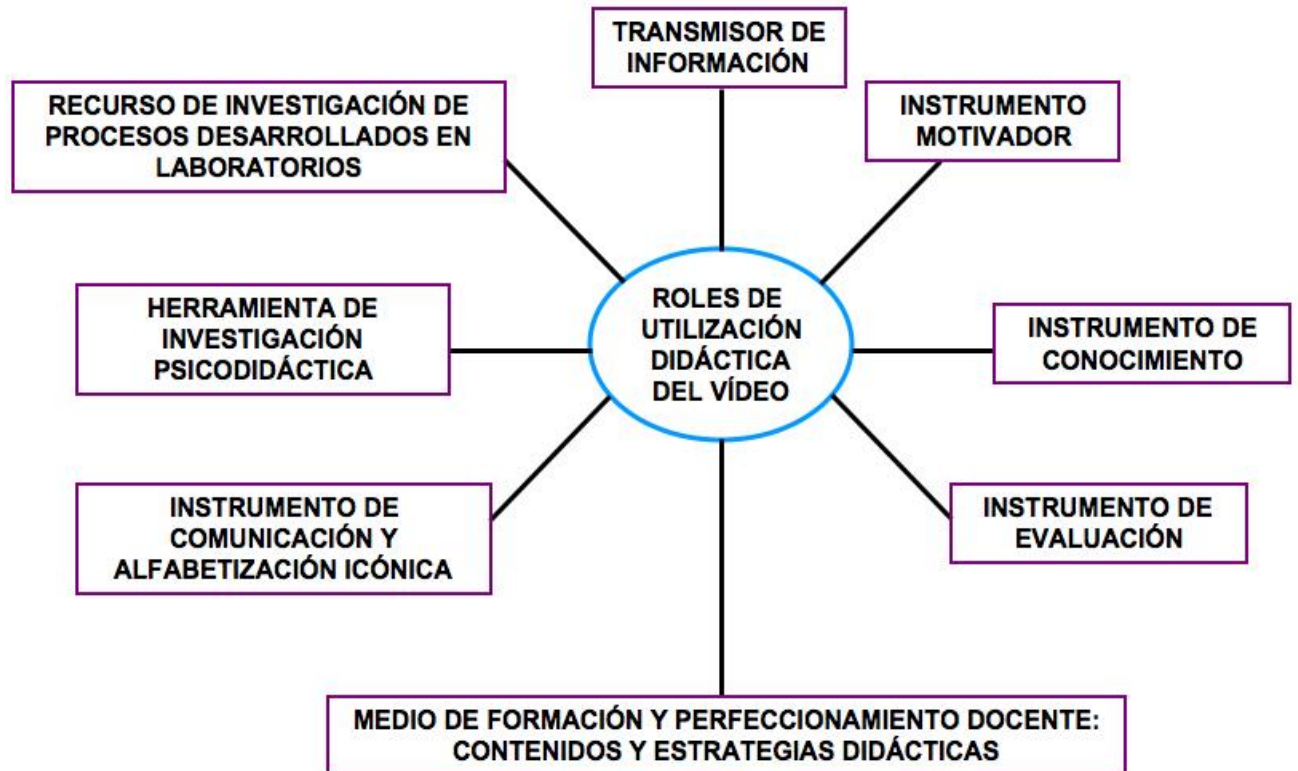 TRANSMISOR DE
INFORMACIÓN
RECURSO DE INVESTIGACIÓN DE
PROCESOS DESARROLLADOS EN
LABORATORIOS
INSTRUMENTO
MOTIVADOR
HERRAMIENTA DE
INVESTIGACIÓN
PSICODIDÁCTICA
ROLES DE
UTILIZACIÓN
DIDÁCTICA
DEL VÍDEO
INSTRUMENTO DE
CONOCIMIENTO
INSTRUMENTO DE
COMUNICACIÓN Y
ALFABETIZACIÓN ICÓNICA
INSTRUMENTO DE
EVALUACIÓN
MEDIO DE FORMACIÓN Y PERFECCIONAMIENTO DOCENTE:
CONTENIDOS Y ESTRATEGIAS DIDÁCTICAS